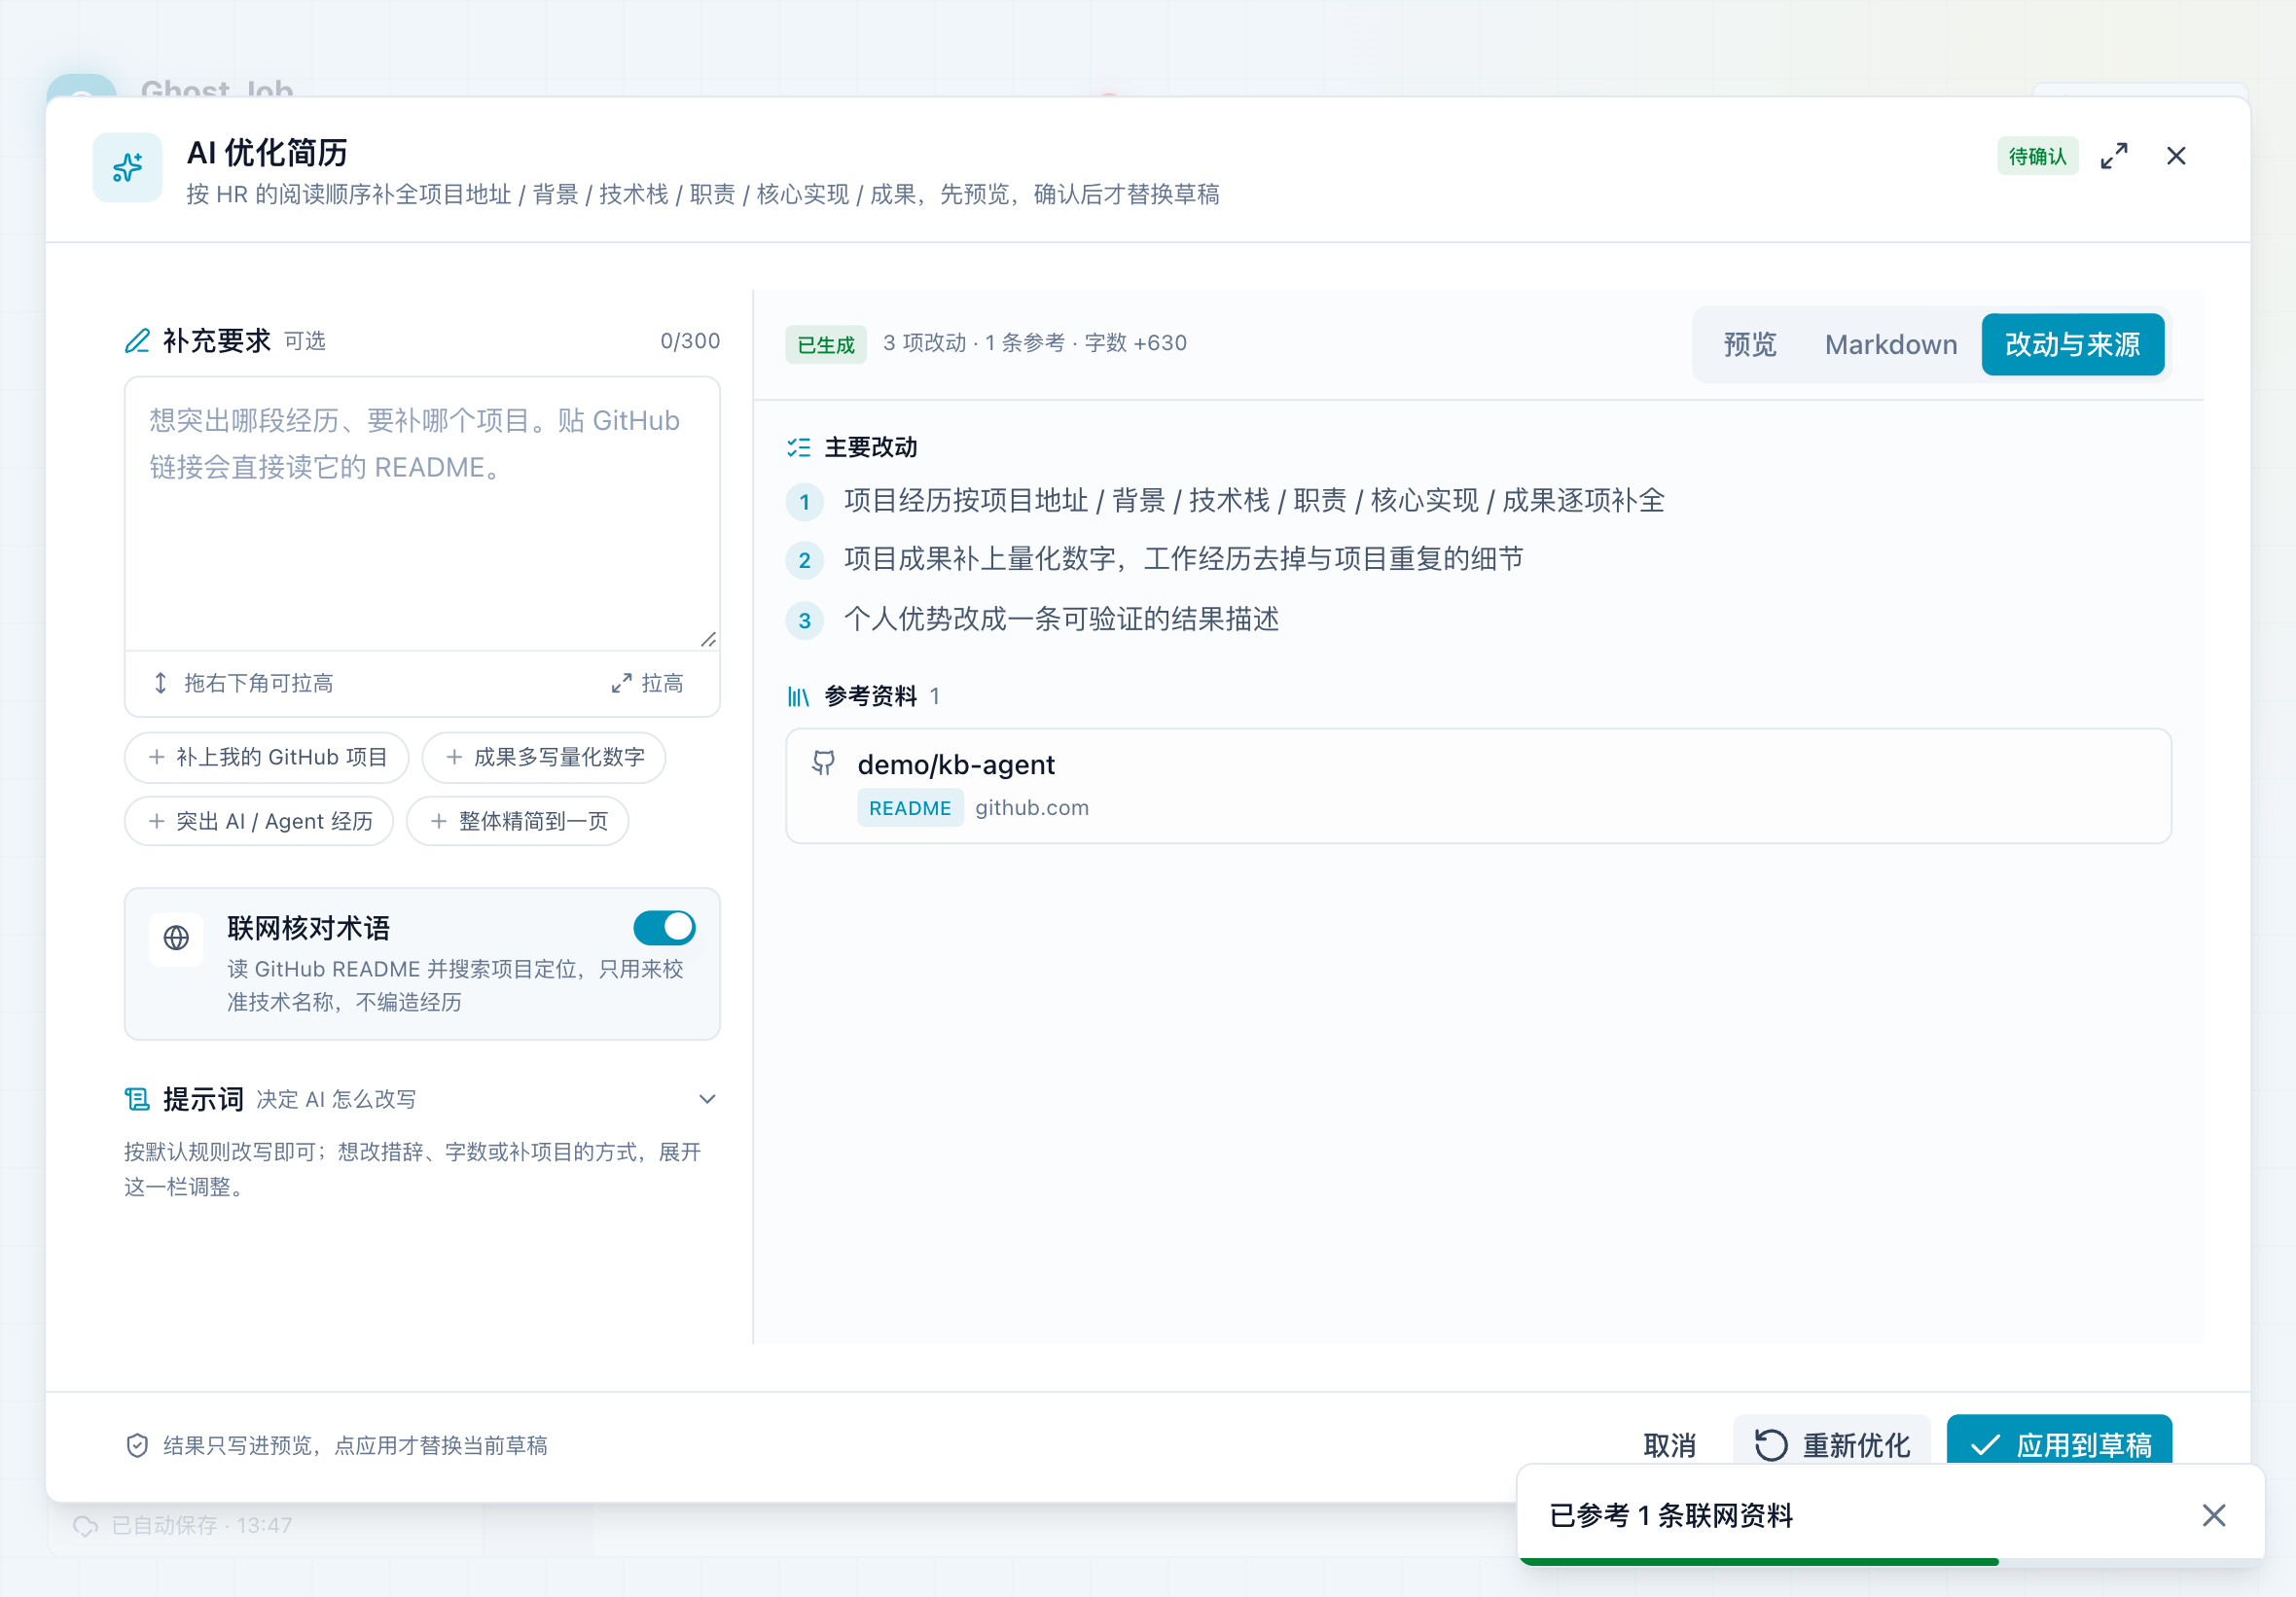 Ghost Job
AI 优化简历
按 HR 的阅读顺序补全项目地址 / 背景 / 技术栈 / 职责 / 核心实现 / 成果，先预览，确认后才替换草稿
待确认
补充要求 可选
0/300
想突出哪段经历、要补哪个项目。贴 GitHub
链接会直接读它的 README。
拖右下角可拉高
拉高
补上我的 GitHub 项目
成果多写量化数字
突出 AI / Agent 经历
整体精简到一页
联网核对术语
读 GitHub README 并搜索项目定位，只用来校
准技术名称，不编造经历
提示词 决定 AI 怎么改写
按默认规则改写即可；想改措辞、字数或补项目的方式，展开
这一栏调整。
已生成 3 项改动 · 1 条参考 · 字数 +630
预览
Markdown
改动与来源
主要改动
1 项目经历按项目地址 / 背景 / 技术栈 / 职责 / 核心实现 / 成果逐项补全
2 项目成果补上量化数字，工作经历去掉与项目重复的细节
3 个人优势改成一条可验证的结果描述
参考资料 1
demo/kb-agent
README github.com
结果只写进预览，点应用才替换当前草稿
取消
重新优化
应用到草稿
已自动保存 · 13:47
已参考 1 条联网资料